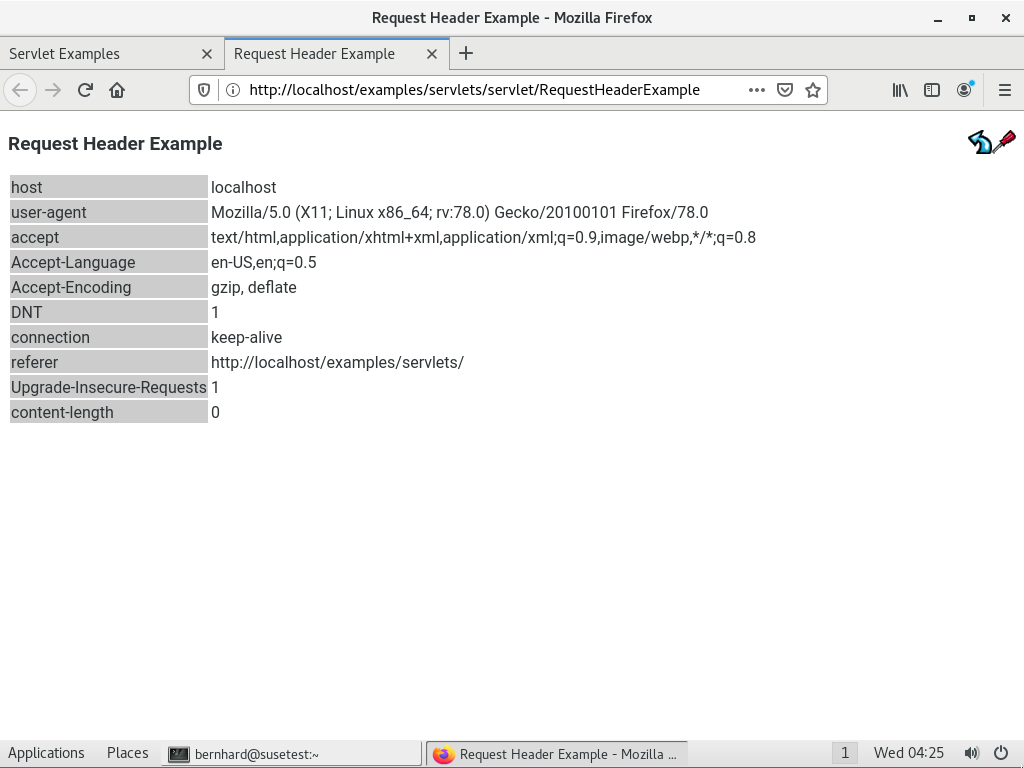 Request Header Example - Mozilla Firefox
Servlet Examples
Request Header Example
http://localhost/examples/servlets/servlet/RequestHeaderExample
Request Header Example
host localhost
user-agent Mozilla/5.0 (X11; Linux x86_64; rv:78.0) Gecko/20100101 Firefox/78.0
accept text/html,application/xhtml+xml,application/xml;q=0.9,image/webp,*/*;q=0.8
Accept-Language en-US,en;q=0.5
Accept-Encoding gzip, deflate
DNT 1
connection keep-alive
referer http://localhost/examples/servlets/
Upgrade-Insecure-Requests 1
content-length 0
Applications Places bernhard@susetest:~ Request Header Example - Mozilla ... 1 Wed 04:25